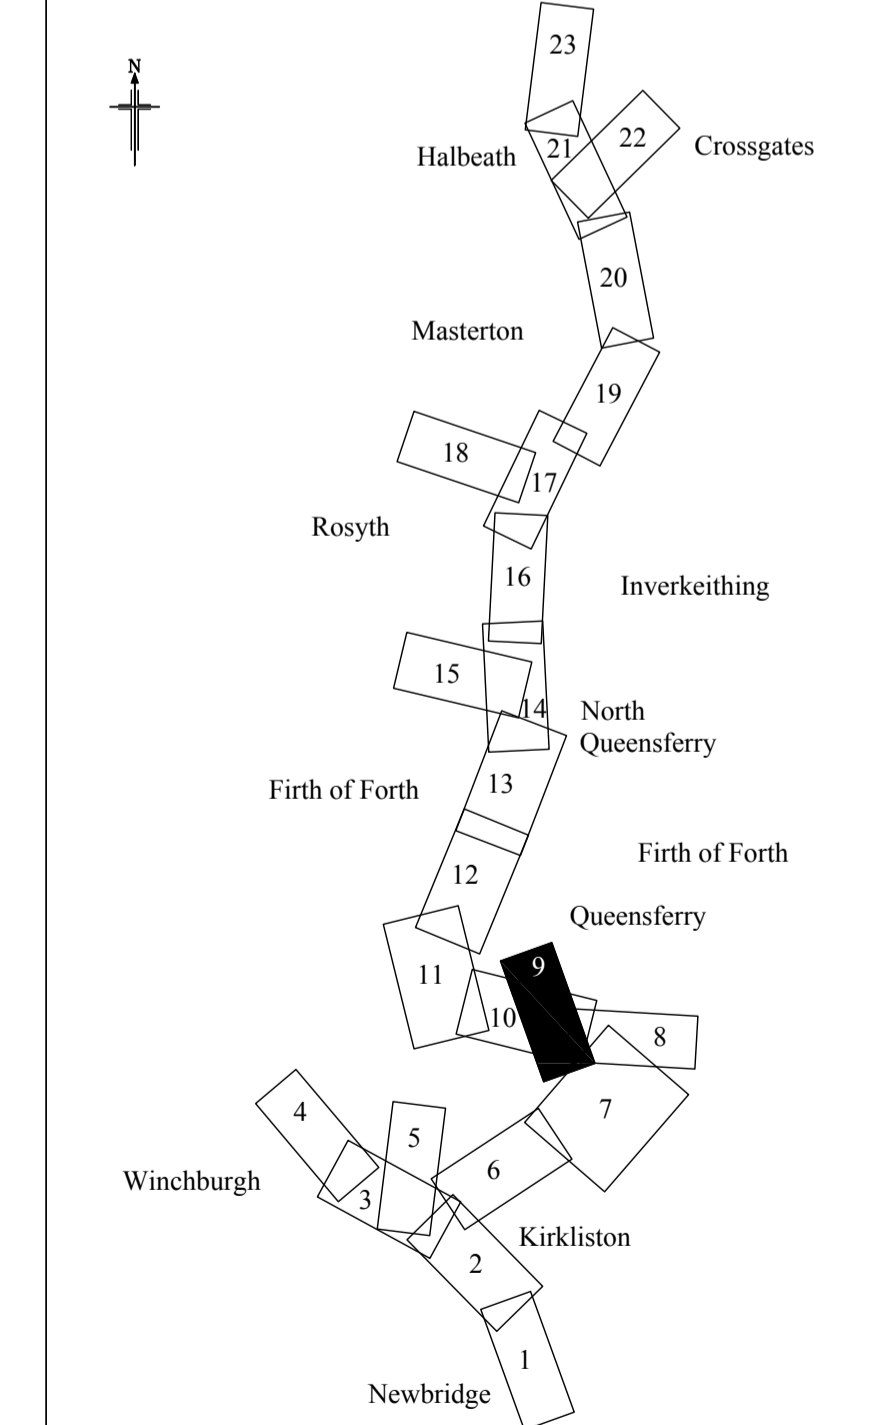 23
N
22
Crossgates
21
Halbeath
20
Masterton
19
18
17
Rosyth
16
Inverkeithing
15
14
North
Queensferry
13
Firth of Forth
Firth of Forth
12
Queensferry
9
11
10
8
4
7
5
6
Winchburgh
3
Kirkliston
2
1
Newbridge